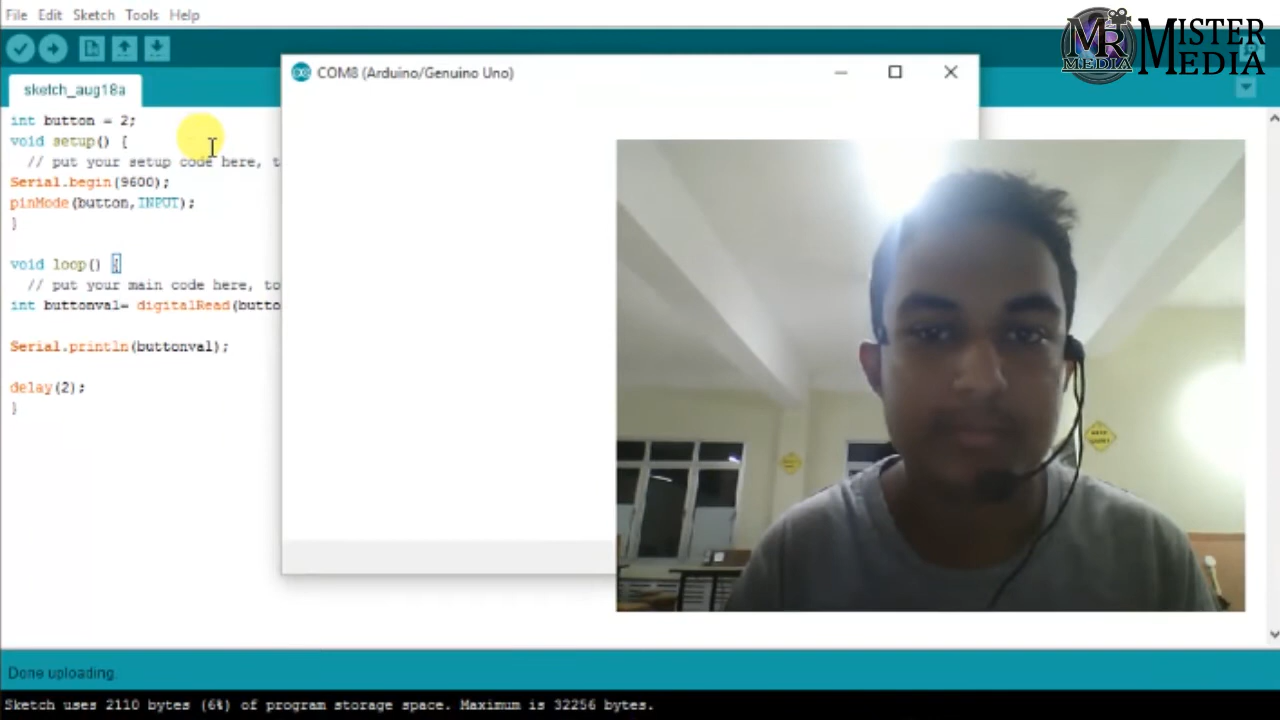 File Edit Sketch Tools Help
MR
MEDIA
MISTER
MEDIA
COM8 (Arduino/Genuino Uno)
sketch_aug18a
int button = 2;
void setup() {
// put your setup code here, t
Serial.begin(9600);
pinMode(button,INPUT);
}
void loop() {
// put your main code here, to
int buttonval= digitalRead(butto
Serial.println(buttonval);
delay(2);
}
Done uploading.
Sketch uses 2110 bytes (6%) of program storage space. Maximum is 32256 bytes.